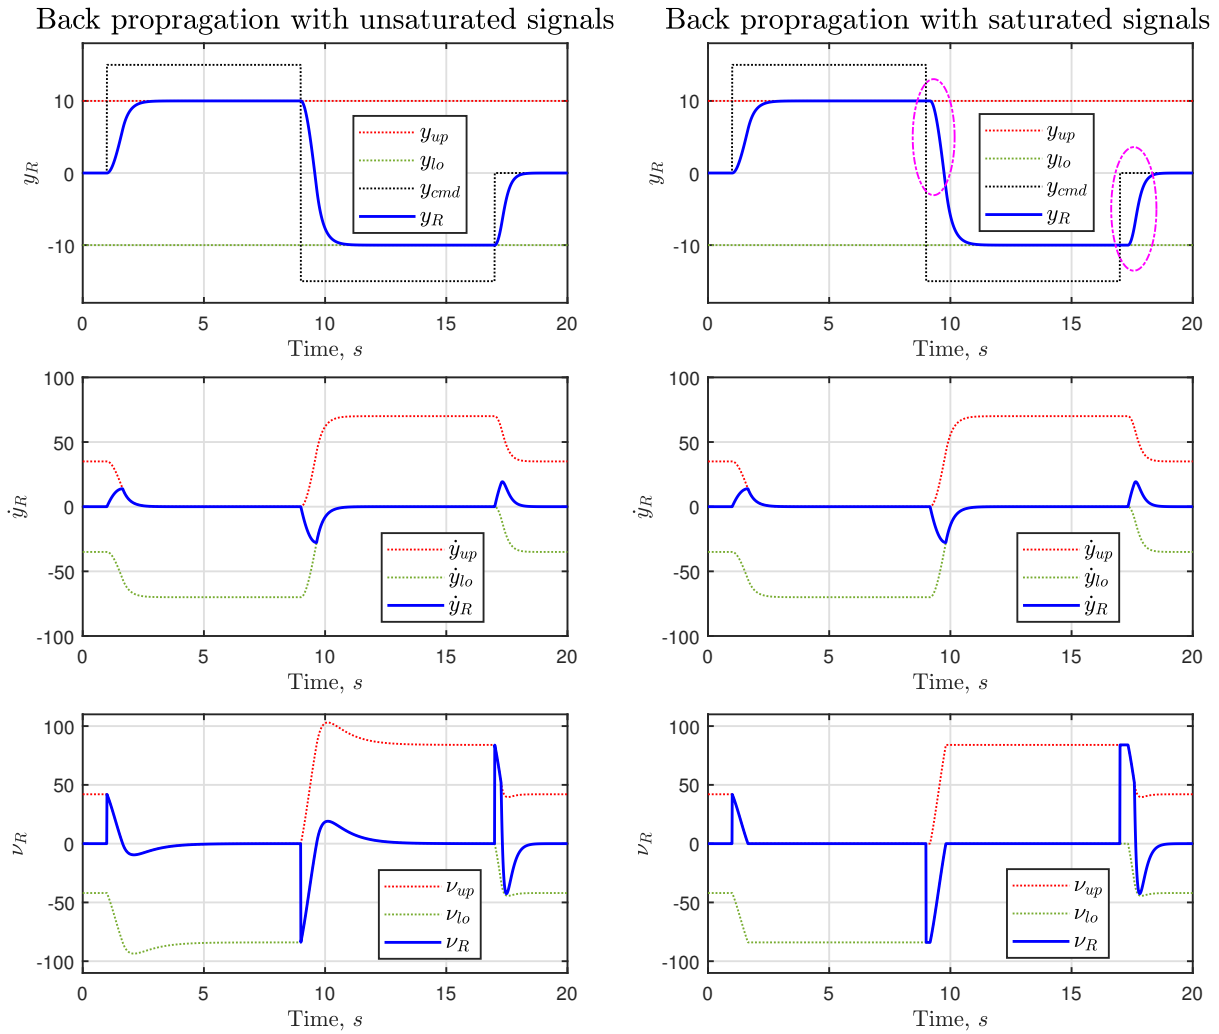 Back propragation with unsaturated signals
10
0
-10
y_R
y_up
y_lo
y_cmd
y_R
0 5 10 15 20
Time, s
100
50
0
-50
-100
ẏ_R
ẏ_up
ẏ_lo
ẏ_R
0 5 10 15 20
Time, s
100
50
0
-50
-100
ν_R
ν_up
ν_lo
ν_R
0 5 10 15 20
Time, s
Back propragation with saturated signals
10
0
-10
y_R
y_up
y_lo
y_cmd
y_R
0 5 10 15 20
Time, s
100
50
0
-50
-100
ẏ_R
ẏ_up
ẏ_lo
ẏ_R
0 5 10 15 20
Time, s
100
50
0
-50
-100
ν_R
ν_up
ν_lo
ν_R
0 5 10 15 20
Time, s